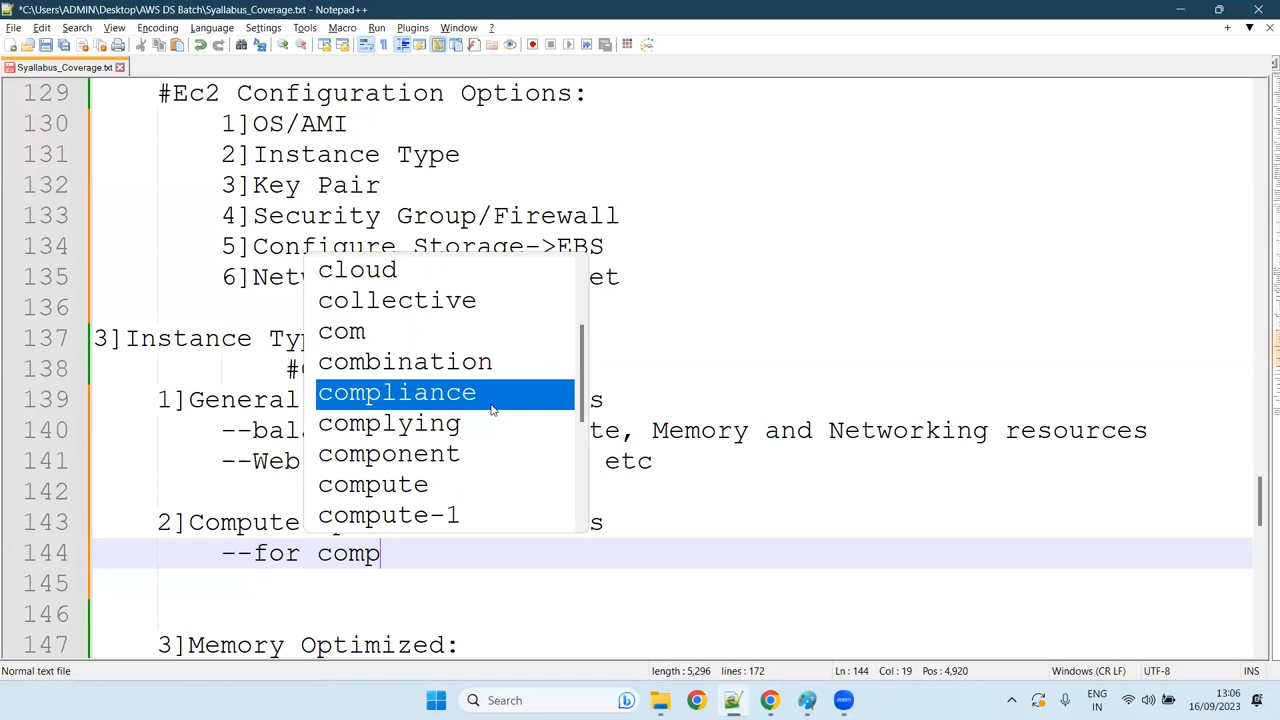 *C:\Users\ADMIN\Desktop\AWS DS Batch\Syallabus_Coverage.txt - Notepad++
File Edit Search View Encoding Language Settings Tools Macro Run Plugins Window ?
Syallabus_Coverage.txt
129 #Ec2 Configuration Options:
130 1]OS/AMI
131 2]Instance Type
132 3]Key Pair
133 4]Security Group/Firewall
134 5]Configure Storage->EBS
135 6]Net et
136
137 3]Instance Ty
138 #
139 1]General s
140 --bal te, Memory and Networking resources
141 --Web etc
142
143 2]Compute s
144 --for comp
145
146
147 3]Memory Optimized:
cloud
collective
com
combination
compliance
complying
component
compute
compute-1
Normal text file length : 5,296 lines : 172 Ln : 144 Col : 19 Pos : 4,920 Windows (CR LF) UTF-8 INS
Search
ENG
IN
13:06
16/09/2023